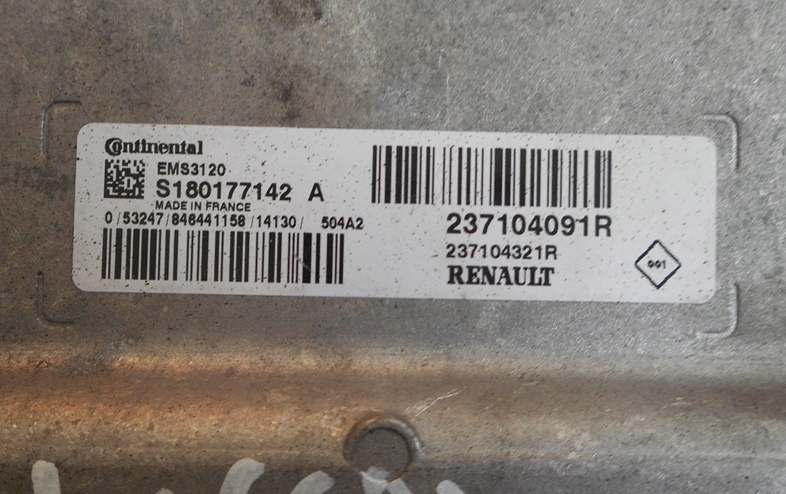 Continental
EMS3120
S180177142 A
MADE IN FRANCE
0/53247/846441158/14130/ 504A2
237104091R
237104321R
RENAULT
001